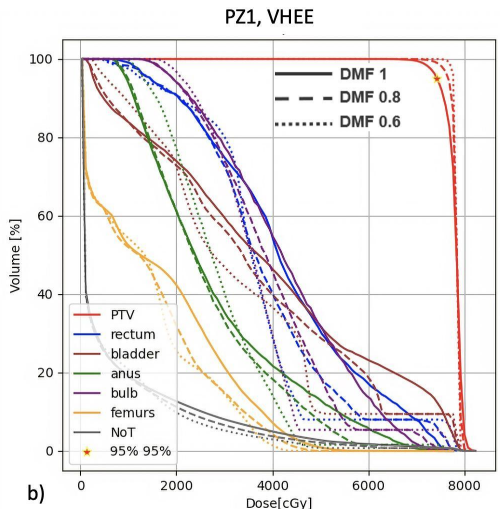 PZ1, VHEE
DMF 1
DMF 0.8
DMF 0.6
Volume [%]
100
80
60
40
20
0
PTV
rectum
bladder
anus
bulb
femurs
NoT
95% 95%
0 2000 4000 6000 8000
Dose[cGy]
b)